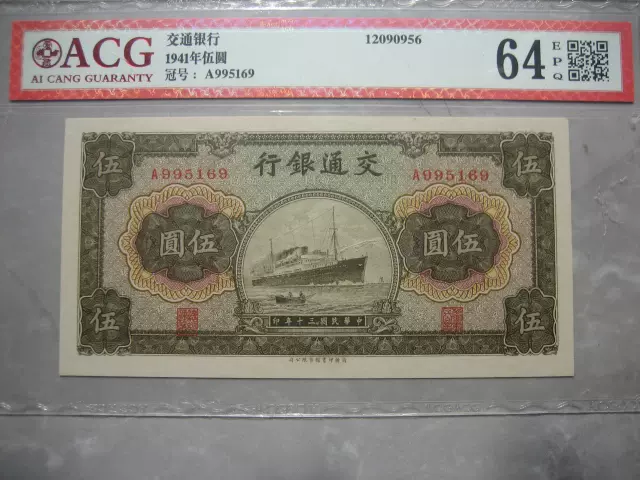 ACG
AI CANG GUARANTY
交通银行
1941年伍圓
冠号： A995169
12090956
64
EPQ
行銀通交
A995169
A995169
伍
伍
圓伍
圓伍
伍
伍
印年十三國民華中